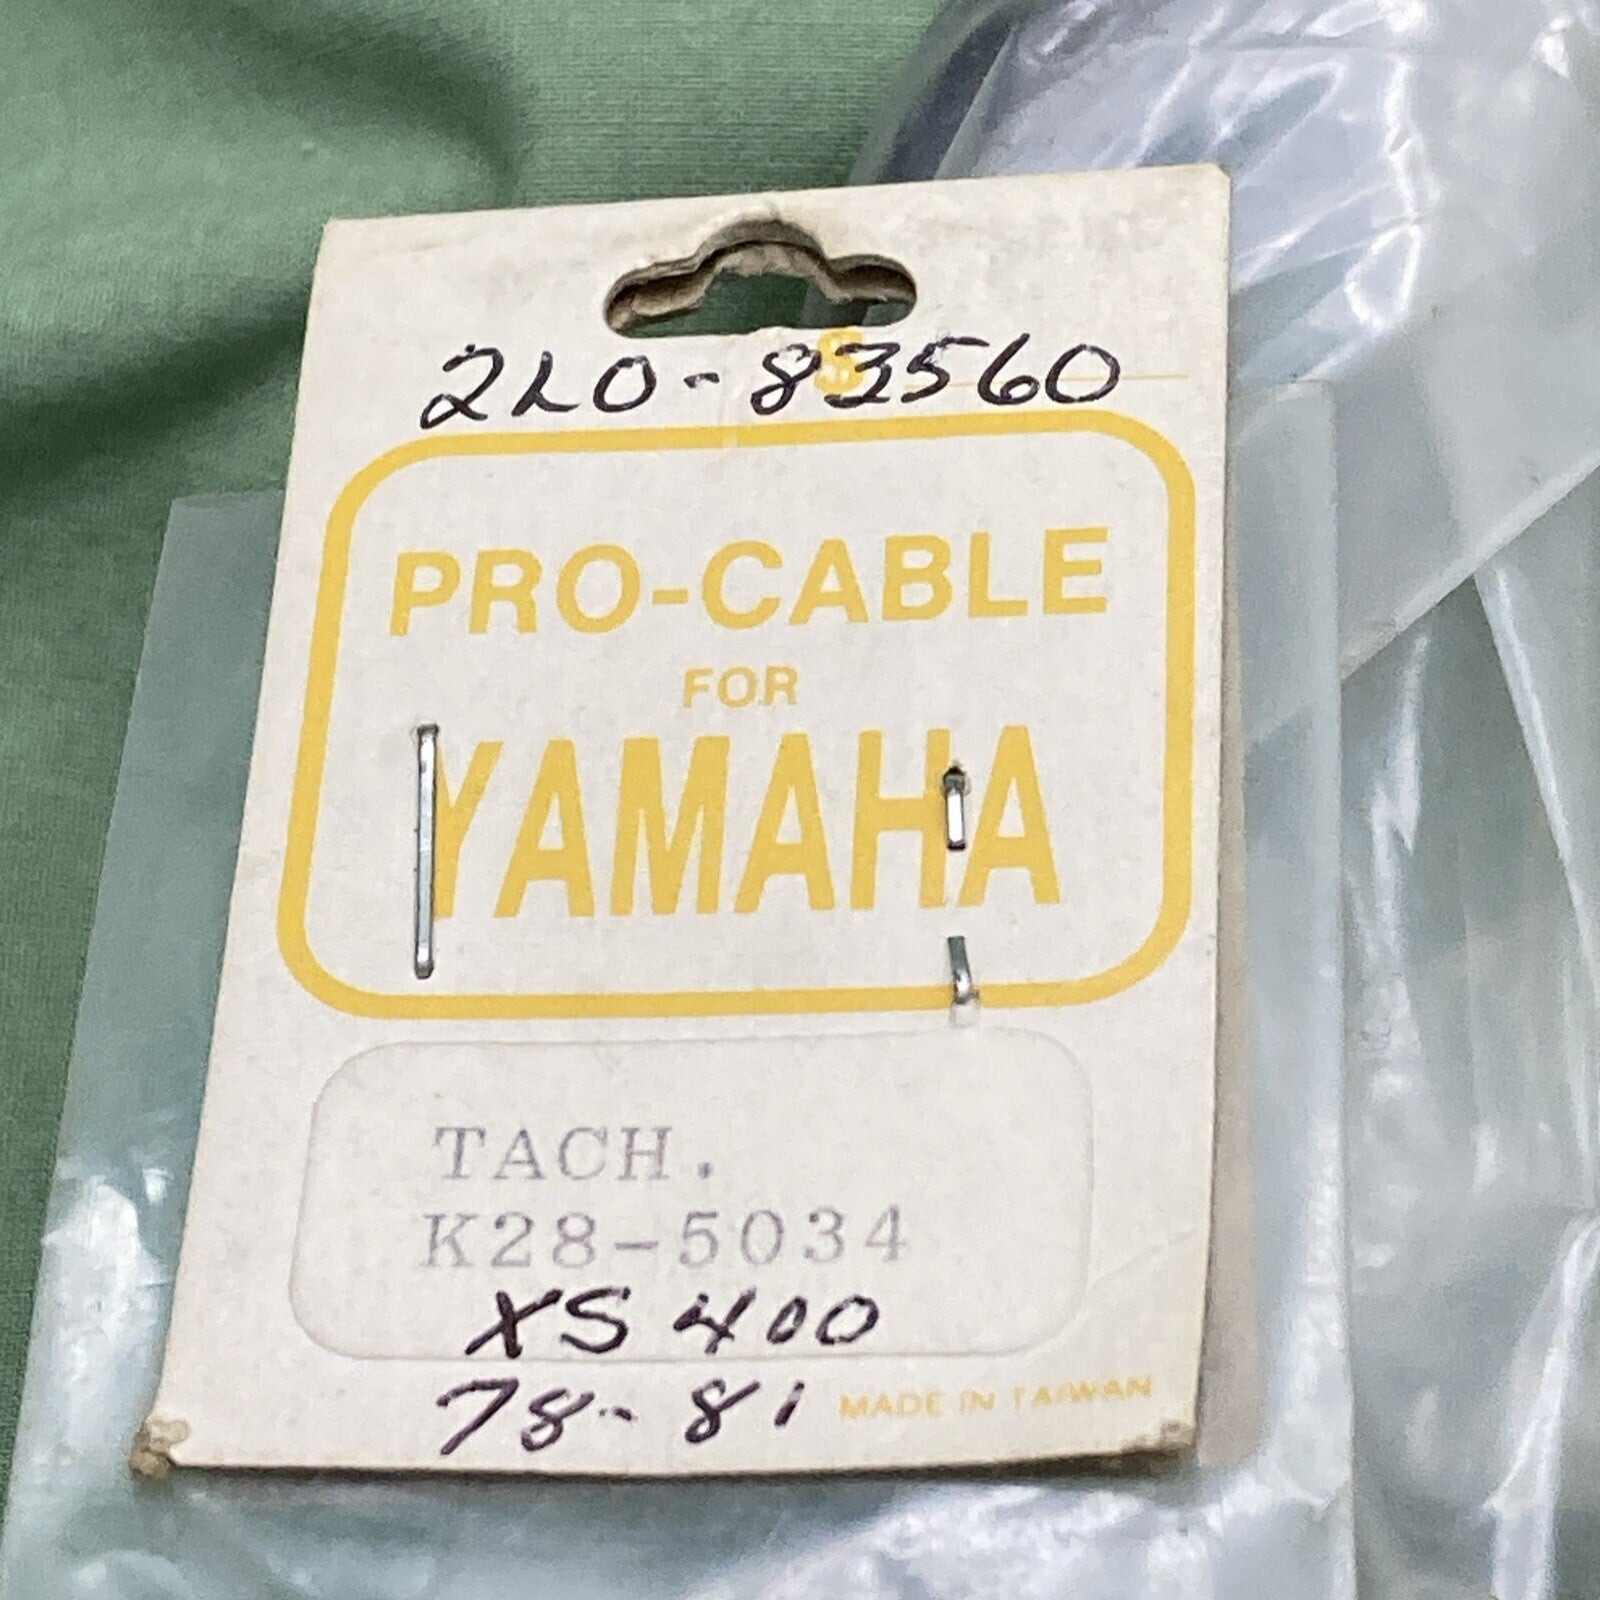 2L0-83560
S
PRO-CABLE
FOR
YAMAHA
TACH.
K28-5034
XS400
78-81
MADE IN TAIWAN